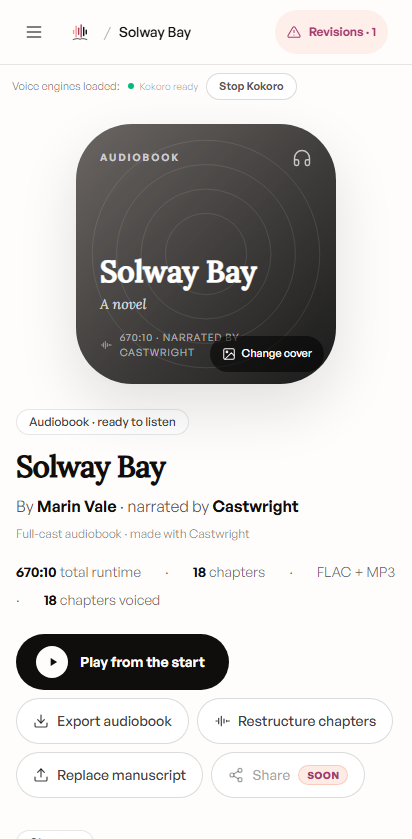 / Solway Bay
Revisions · 1
Voice engines loaded: Kokoro ready Stop Kokoro
AUDIOBOOK
Solway Bay
A novel
670:10 · NARRATED BY
CASTWRIGHT
Change cover
Audiobook · ready to listen
Solway Bay
By Marin Vale · narrated by Castwright
Full-cast audiobook · made with Castwright
670:10 total runtime · 18 chapters · FLAC + MP3
· 18 chapters voiced
Play from the start
Export audiobook
Restructure chapters
Replace manuscript
Share SOON